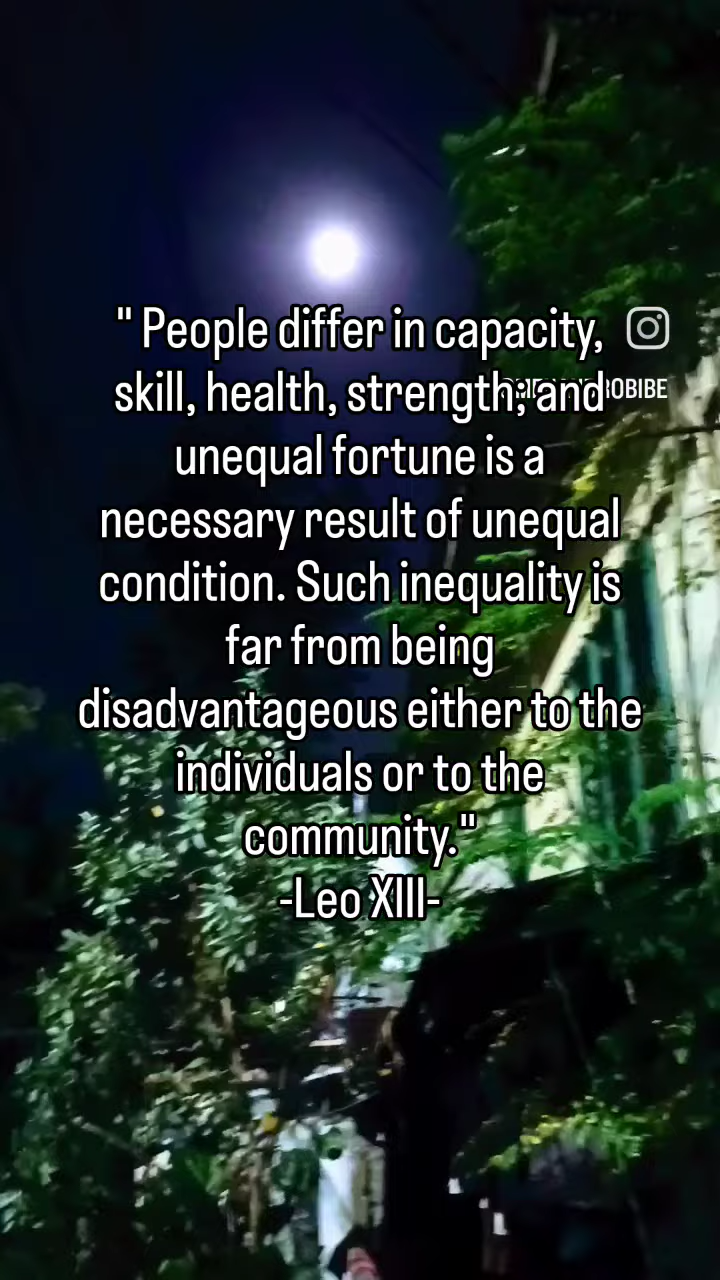 " People differ in capacity,
skill, health, strength; and
unequal fortune is a
necessary result of unequal
condition. Such inequality is
far from being
disadvantageous either to the
individuals or to the
community."
-Leo XIII-